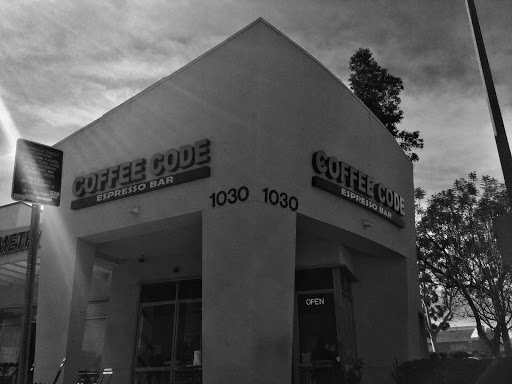 COFFEE CODE
ESPRESSO BAR
1030
1030
COFFEE CODE
ESPRESSO BAR
OPEN